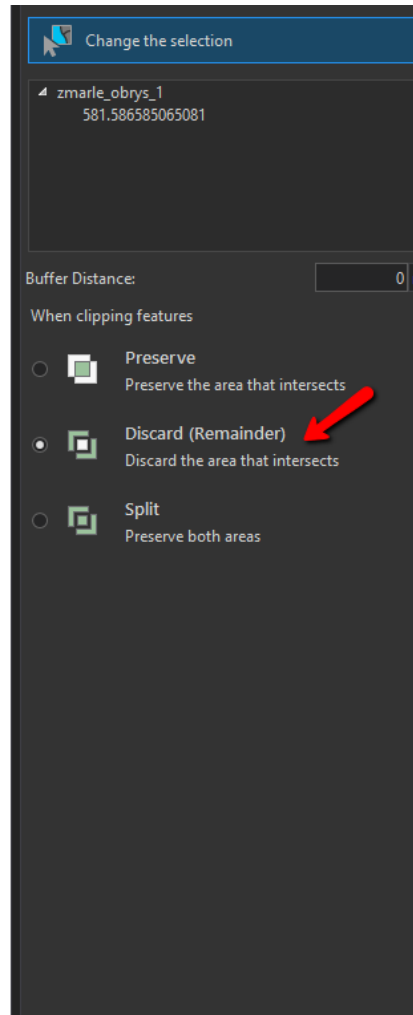 Change the selection
zmarle_obrys_1
581.586585065081
Buffer Distance:
0
When clipping features
Preserve
Preserve the area that intersects
Discard (Remainder)
Discard the area that intersects
Split
Preserve both areas